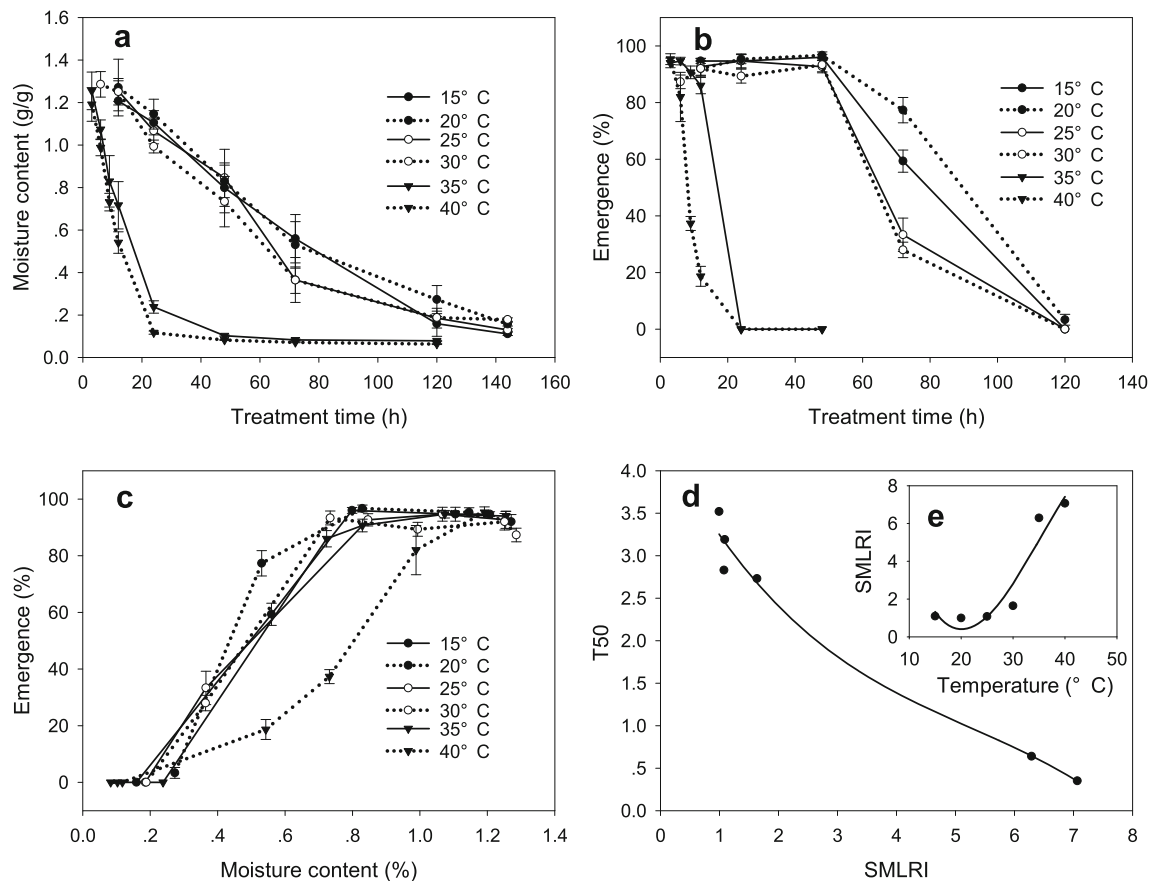 a
1.6
1.4
1.2
1.0
.8
.6
.4
.2
0.0
Moisture content (g/g)
15° C
20° C
25° C
30° C
35° C
40° C
0 20 40 60 80 100 120 140 160
Treatment time (h)
b
100
80
60
40
20
0
Emergence (%)
15° C
20° C
25° C
30° C
35° C
40° C
0 20 40 60 80 100 120 140
Treatment time (h)
c
100
80
60
40
20
0
Emergence (%)
15° C
20° C
25° C
30° C
35° C
40° C
0.0 .2 .4 .6 .8 1.0 1.2 1.4
Moisture content (%)
d
4.0
3.5
3.0
2.5
2.0
1.5
1.0
.5
0.0
T50
0 1 2 3 4 5 6 7 8
SMLRI
e
8
6
4
2
0
SMLRI
10 20 30 40 50
Temperature (° C)